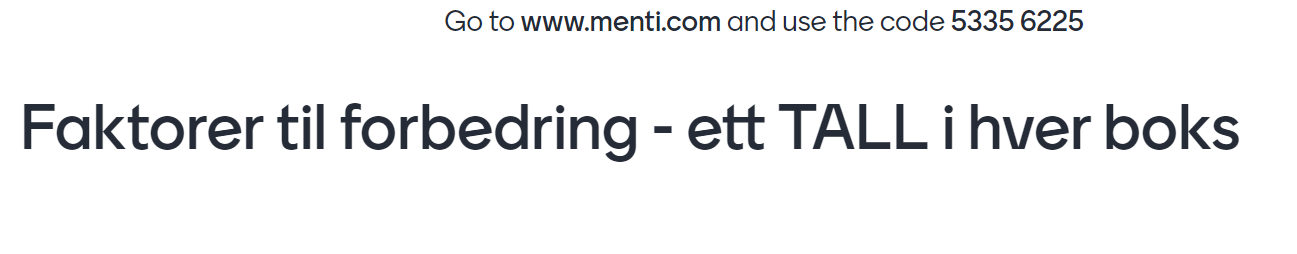 Go to www.menti.com and use the code 5335 6225
Faktorer til forbedring - ett TALL i hver boks